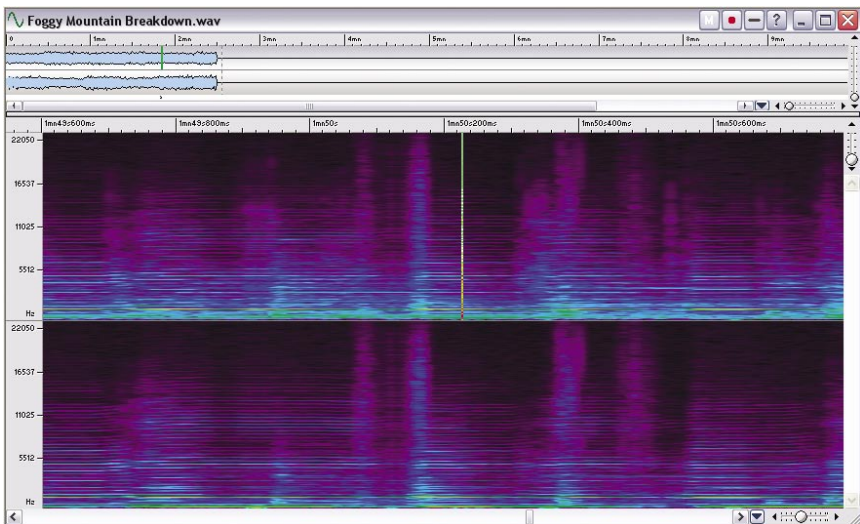 Foggy Mountain Breakdown.wav
M ?
0 1mn 2mn 3mn 4mn 5mn 6mn 7mn 8mn 9mn
1mn49s600ms 1mn49s800ms 1mn50s 1mn50s200ms 1mn50s400ms 1mn50s600ms
22050
16537
11025
5512
Hz
22050
16537
11025
5512
Hz